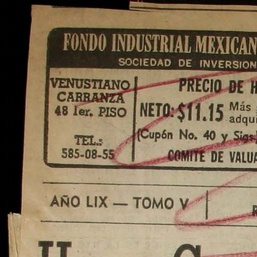 FONDO INDUSTRIAL MEXICAN
SOCIEDAD DE INVERSION
VENUSTIANO
CARRANZA
48 1er. PISO
TEL.:
585-08-55
PRECIO DE H
NETO: $11.15 Más
adqui
(Cupón No. 40 y Sigs.
COMITE DE VALUA
AÑO LIX — TOMO V